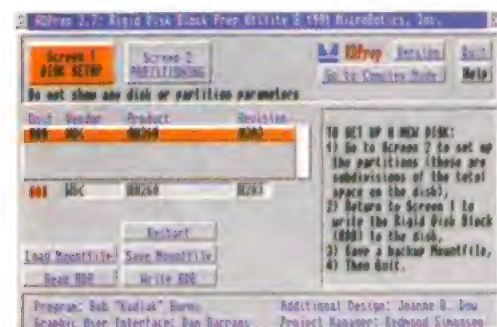 RDPrep 2.7: Rigid Disk Block Prep Utility © 1991 MicroBotics, Inc.
Screen 1
DISK SETUP
Screen 2
PARTITIONING
RDPrep Version Quit
Go to Complex Mode Help
Do not show any disk or partition parameters
Unit Vendor Product Revision
000 WDC
000 WDC
Restart
Load Mountfile Save Mountfile
Read RDB Write RDB
TO SET UP A NEW DISK:
1) Go to Screen 2 to set up
the partitions (these are
subdivisions of the total
space on the disk),
2) Return to Screen 1 to
write the Rigid Disk Block
(RDB) to the disk,
3) Save a backup Mountfile,
4) Then Quit.
Program: Bob "Kodiak" Burns
Additional Design: Joanne B. Dow
Graphic User Interface: Dan
Project Manager: Redmond Simonsen